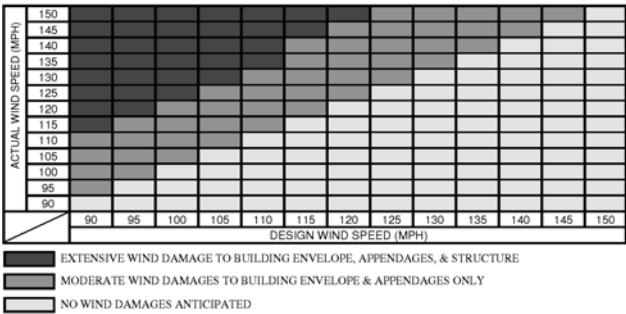 ACTUAL WIND SPEED (MPH)
150
145
140
135
130
125
120
115
110
105
100
95
90
90 95 100 105 110 115 120 125 130 135 140 145 150
DESIGN WIND SPEED (MPH)
EXTENSIVE WIND DAMAGE TO BUILDING ENVELOPE, APPENDAGES, & STRUCTURE
MODERATE WIND DAMAGES TO BUILDING ENVELOPE & APPENDAGES ONLY
NO WIND DAMAGES ANTICIPATED